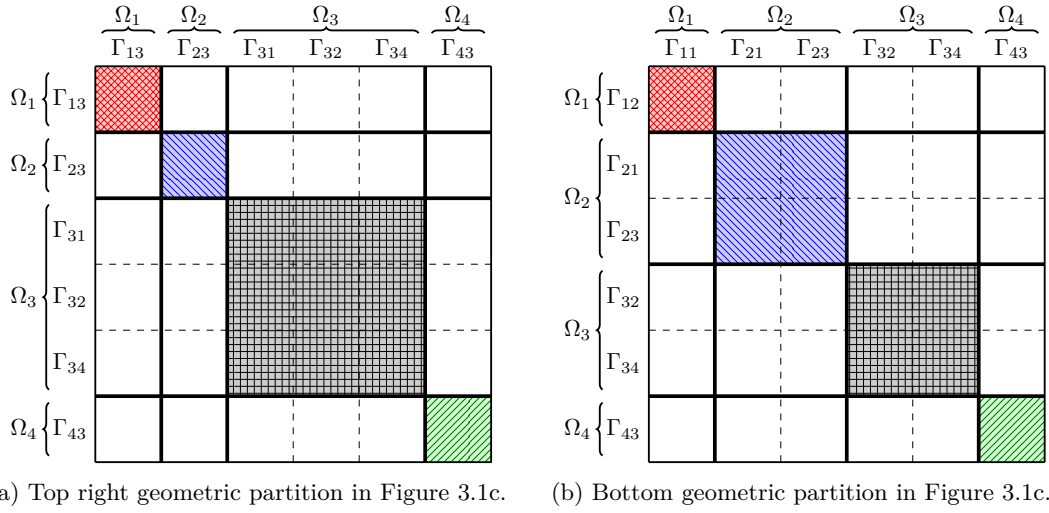 Ω₁ Ω₂ Ω₃ Ω₄
Γ₁₃ Γ₂₃ Γ₃₁ Γ₃₂ Γ₃₄ Γ₄₃
Ω₁ { Γ₁₃
Ω₂ { Γ₂₃
Γ₃₁
Ω₃ { Γ₃₂
Γ₃₄
Ω₄ { Γ₄₃
a) Top right geometric partition in Figure 3.1c.
Ω₁ Ω₂ Ω₃ Ω₄
Γ₁₁ Γ₂₁ Γ₂₃ Γ₃₂ Γ₃₄ Γ₄₃
Ω₁ { Γ₁₂
Γ₂₁
Ω₂ {
Γ₂₃
Γ₃₂
Ω₃ {
Γ₃₄
Ω₄ { Γ₄₃
(b) Bottom geometric partition in Figure 3.1c.